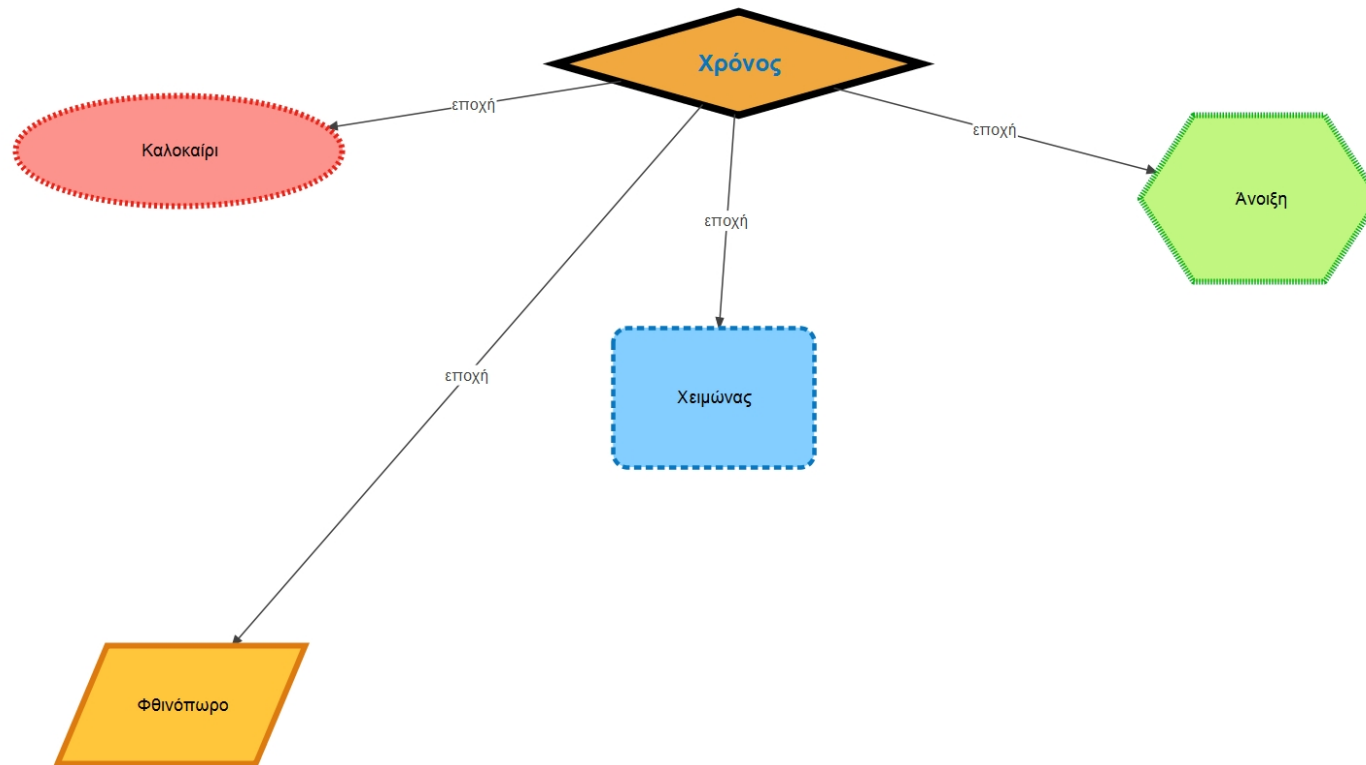 Χρόνος
εποχή
Καλοκαίρι
εποχή
Άνοιξη
εποχή
Χειμώνας
εποχή
Φθινόπωρο